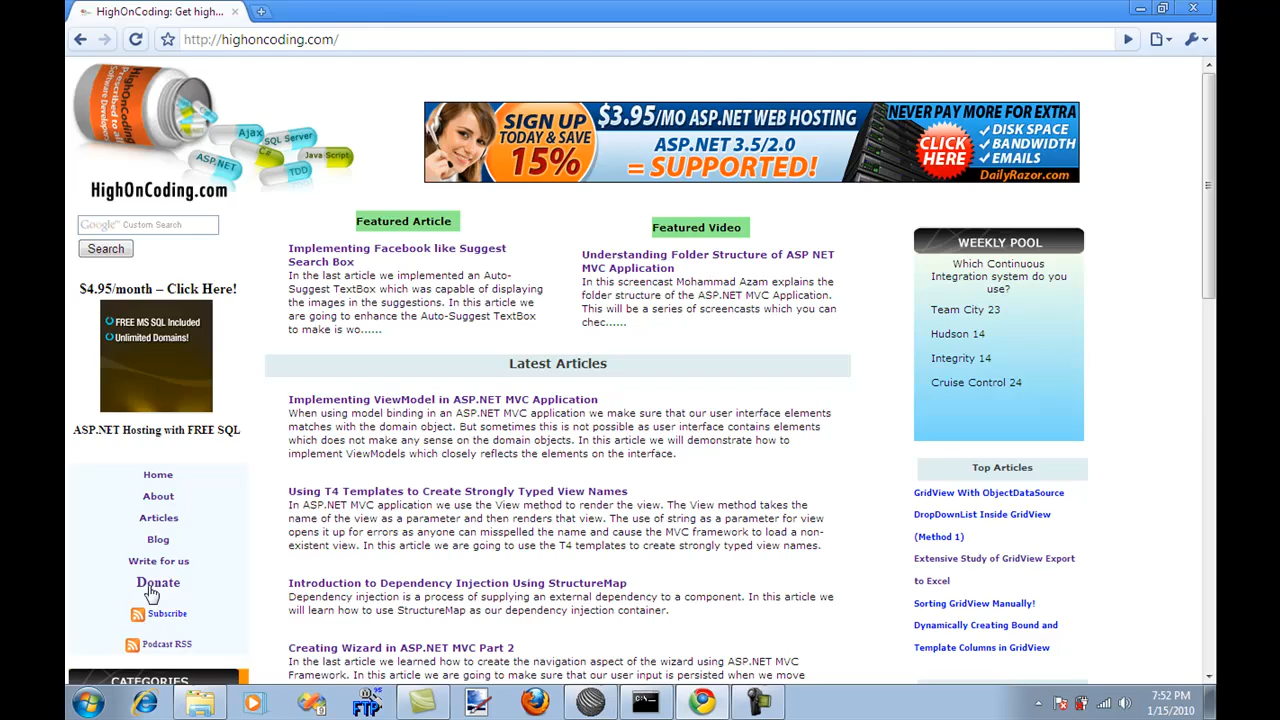 HighOnCoding: Get high...
http://highoncoding.com/
HighOnCoding
Prescribed to all
Software Developers
Ajax
SQL Server
C#
Java Script
ASP.NET
TDD
HighOnCoding.com
SIGN UP
TODAY & SAVE
15%
$3.95/MO ASP.NET WEB HOSTING
ASP.NET 3.5/2.0
= SUPPORTED!
NEVER PAY MORE FOR EXTRA
CLICK
HERE
✓ DISK SPACE
✓ BANDWIDTH
✓ EMAILS
DailyRazor.com
Google™ Custom Search
Search
$4.95/month – Click Here!
FREE MS SQL Included
Unlimited Domains!
ASP.NET Hosting with FREE SQL
Home
About
Articles
Blog
Write for us
Donate
Subscribe
Podcast RSS
CATEGORIES
Featured Article
Implementing Facebook like Suggest
Search Box
In the last article we implemented an Auto-
Suggest TextBox which was capable of displaying
the images in the suggestions. In this article we
are going to enhance the Auto-Suggest TextBox
to make is wo......
Featured Video
Understanding Folder Structure of ASP NET
MVC Application
In this screencast Mohammad Azam explains the
folder structure of the ASP.NET MVC Application.
This will be a series of screencasts which you can
chec......
Latest Articles
Implementing ViewModel in ASP.NET MVC Application
When using model binding in an ASP.NET MVC application we make sure that our user interface elements
matches with the domain object. But sometimes this is not possible as user interface contains elements
which does not make any sense on the domain objects. In this article we will demonstrate how to
implement ViewModels which closely reflects the elements on the interface.
Using T4 Templates to Create Strongly Typed View Names
In ASP.NET MVC application we use the View method to render the view. The View method takes the
name of the view as a parameter and then renders that view. The use of string as a parameter for view
opens it up for errors as anyone can misspelled the name and cause the MVC framework to load a non-
existent view. In this article we are going to use the T4 templates to create strongly typed view names.
Introduction to Dependency Injection Using StructureMap
Dependency injection is a process of supplying an external dependency to a component. In this article we
will learn how to use StructureMap as our dependency injection container.
Creating Wizard in ASP.NET MVC Part 2
In the last article we learned how to create the navigation aspect of the wizard using ASP.NET MVC
Framework. In this article we are going to make sure that our user input is persisted when we move
WEEKLY POOL
Which Continuous
Integration system do you
use?
Team City 23
Hudson 14
Integrity 14
Cruise Control 24
Top Articles
GridView With ObjectDataSource
DropDownList Inside GridView
(Method 1)
Extensive Study of GridView Export
to Excel
Sorting GridView Manually!
Dynamically Creating Bound and
Template Columns in GridView
FTP
7:52 PM
1/15/2010